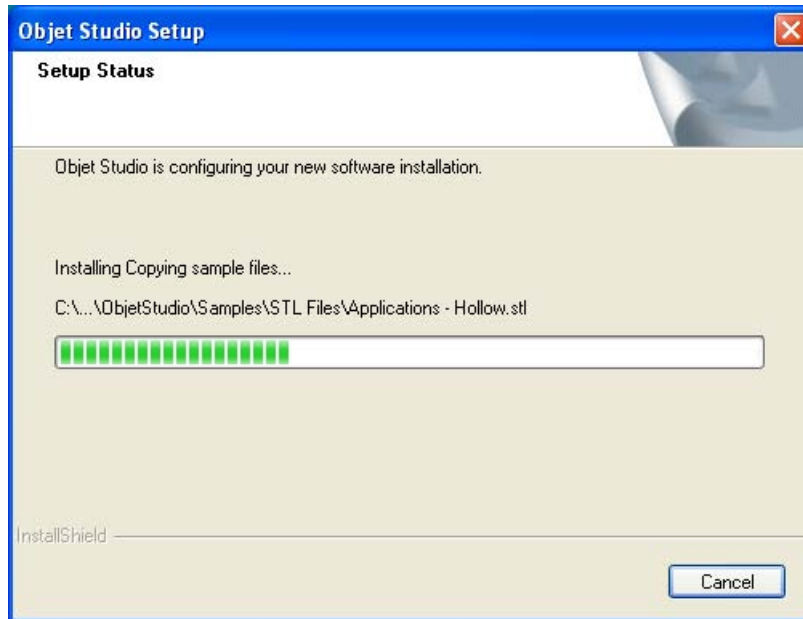 Objet Studio Setup
Setup Status
Objet Studio is configuring your new software installation.
Installing Copying sample files...
C:\...\ObjetStudio\Samples\STL Files\Applications - Hollow.stl
InstallShield
Cancel